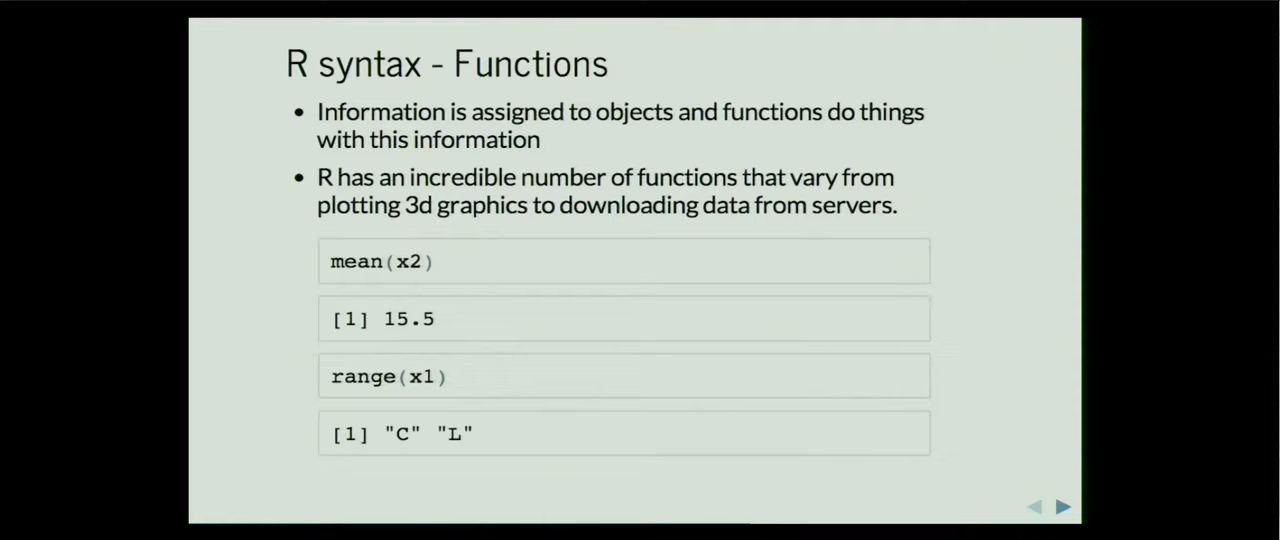 R syntax - Functions
• Information is assigned to objects and functions do things
with this information
• R has an incredible number of functions that vary from
plotting 3d graphics to downloading data from servers.
mean(x2)
[1] 15.5
range(x1)
[1] "C" "L"